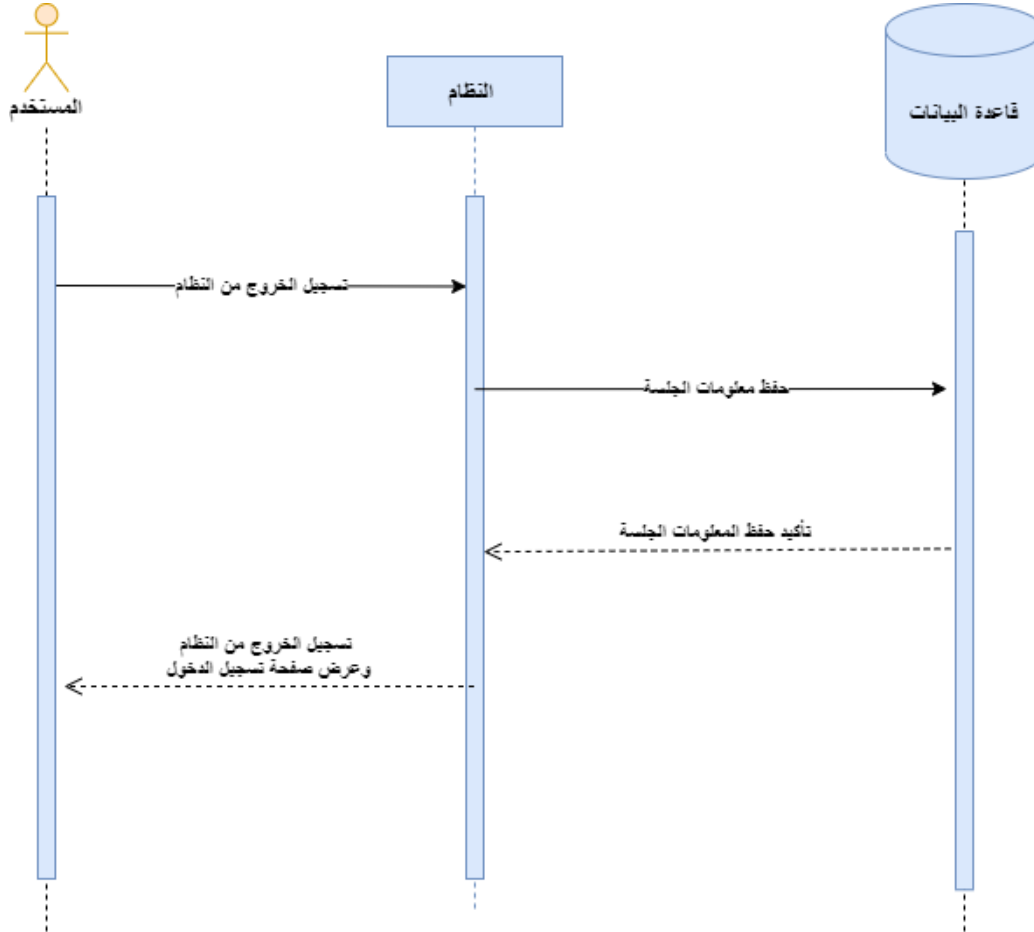 المستخدم
النظام
قاعدة البيانات
تسجيل الخروج من النظام
حفظ معلومات الجلسة
تأكيد حفظ المعلومات الجلسة
تسجيل الخروج من النظام
وعرض صفحة تسجيل الدخول